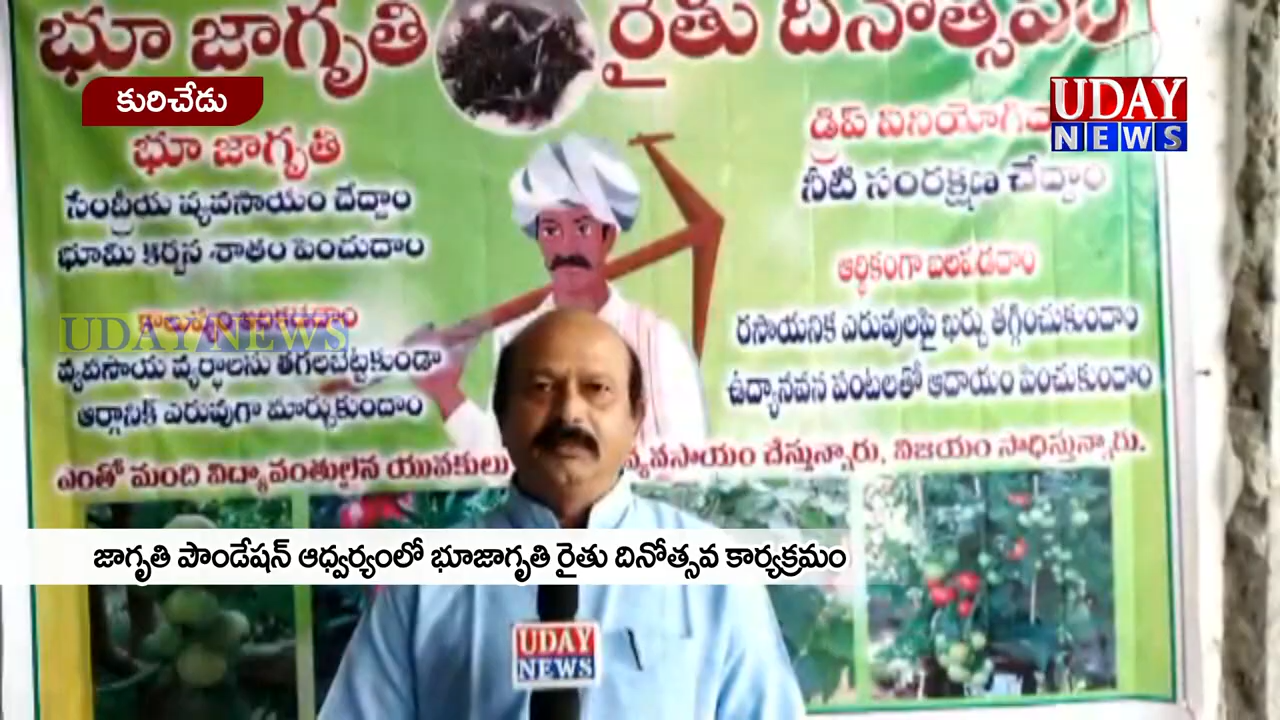 భూ జాగృతి రైతు దినోత్సవం
కురిచేడు
UDAY
NEWS
భూ జాగృతి
సేంద్రీయ వ్యవసాయం చేద్దాం
భూమి కర్బన శాతం పెంచుదాం
UDAY NEWS
వ్యవసాయ వ్యర్థాలను తగలబెట్టకుండా
ఆర్గానిక్ ఎరువుగా మార్చుకుందాం
డ్రిప్ వినియోగిద్దాం
నీటి సంరక్షణ చేద్దాం
ఆర్థికంగా బలపడదాం
రసాయనిక ఎరువులపై ఖర్చు తగ్గించుకుందాం
ఉద్యానవన పంటలతో ఆదాయం పెంచుకుందాం
ఎంతో మంది విద్యావంతులైన యువకులు వ్యవసాయం చేస్తున్నారు, విజయం సాధిస్తున్నారు.
జాగృతి పౌండేషన్ ఆధ్వర్యంలో భూజాగృతి రైతు దినోత్సవ కార్యక్రమం
UDAY
NEWS